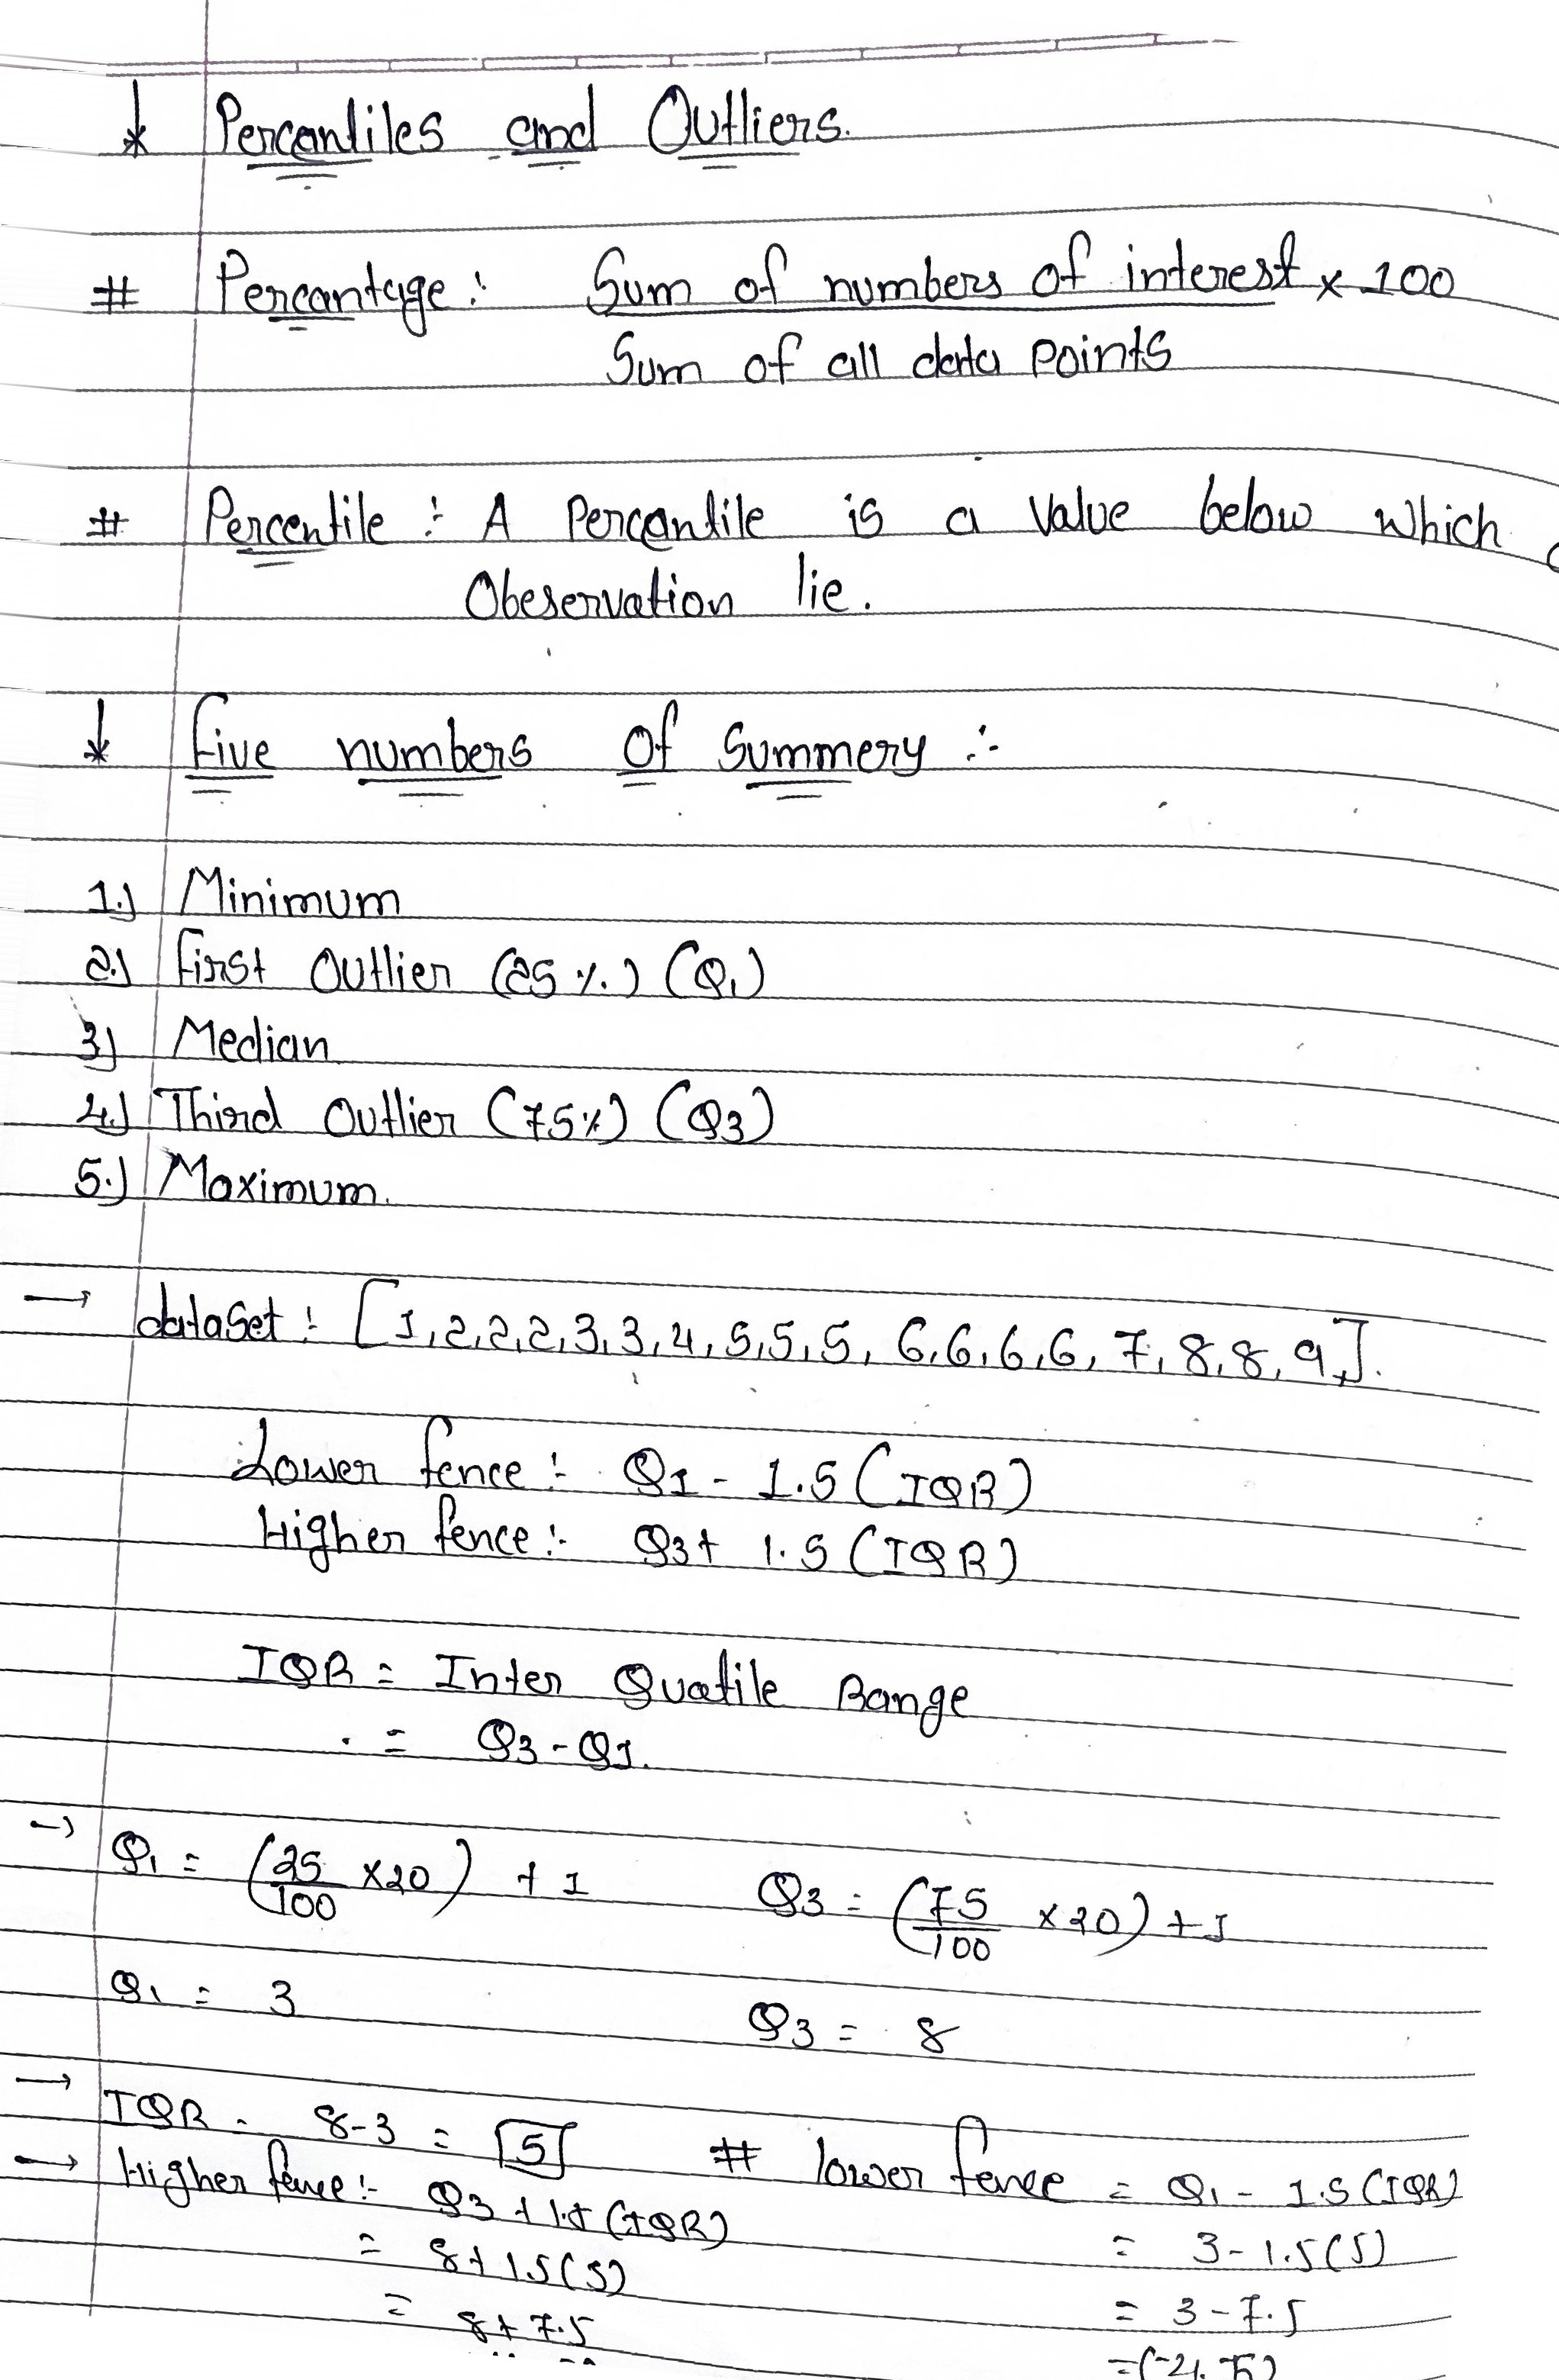 Percantiles and Outliers.
# Percantage : Sum of numbers of interest x 100
Sum of all data points
# Percentile : A Percantile is a Value below which
Obeservation lie.
Five numbers Of Summery :-
1.) Minimum
2.) First Outlier (25 %.) (Q1)
3) Median
4.) Third Outlier (75%) (Q3)
5.) Maximum.
→ dataset : [1,2,2,2,3,3,4,5,5,5,6,6,6,6,7,8,8,9,].
Lower fence :- Q1 - 1.5 (IQR)
Higher fence :- Q3 + 1.5 (IQR)
IQR = Inter Quatile Range
= Q3 - Q1.
→ Q1 = (25/100 x 20) + 1 Q3 = (75/100 x 20) + 1
Q1 = 3 Q3 = 8
→ IQR = 8-3 = 5 # lower fence = Q1 - 1.5 (IQR)
→ Higher fence :- Q3 + 1.5 (IQR) = 3 - 1.5 (5)
= 8 + 1.5 (5) = 3 - 7.5
= 8 + 7.5